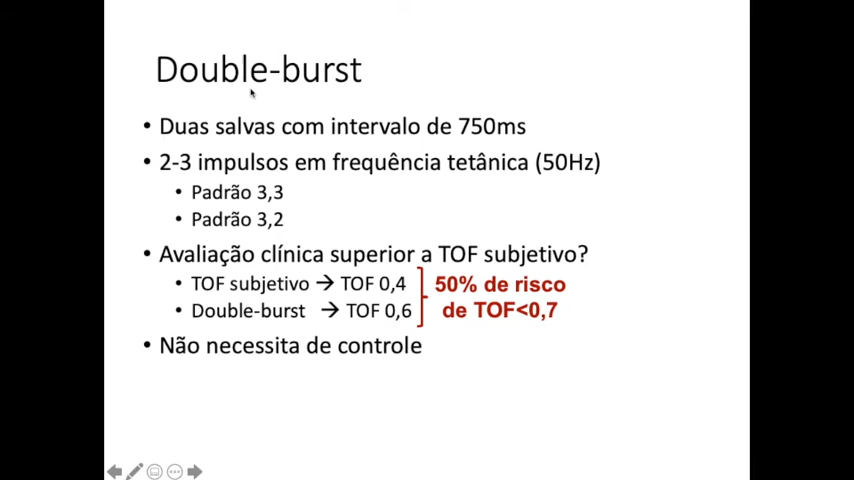 Double-burst
• Duas salvas com intervalo de 750ms
• 2-3 impulsos em frequência tetânica (50Hz)
• Padrão 3,3
• Padrão 3,2
• Avaliação clínica superior a TOF subjetivo?
• TOF subjetivo → TOF 0,4
• Double-burst → TOF 0,6
50% de risco
de TOF<0,7
• Não necessita de controle